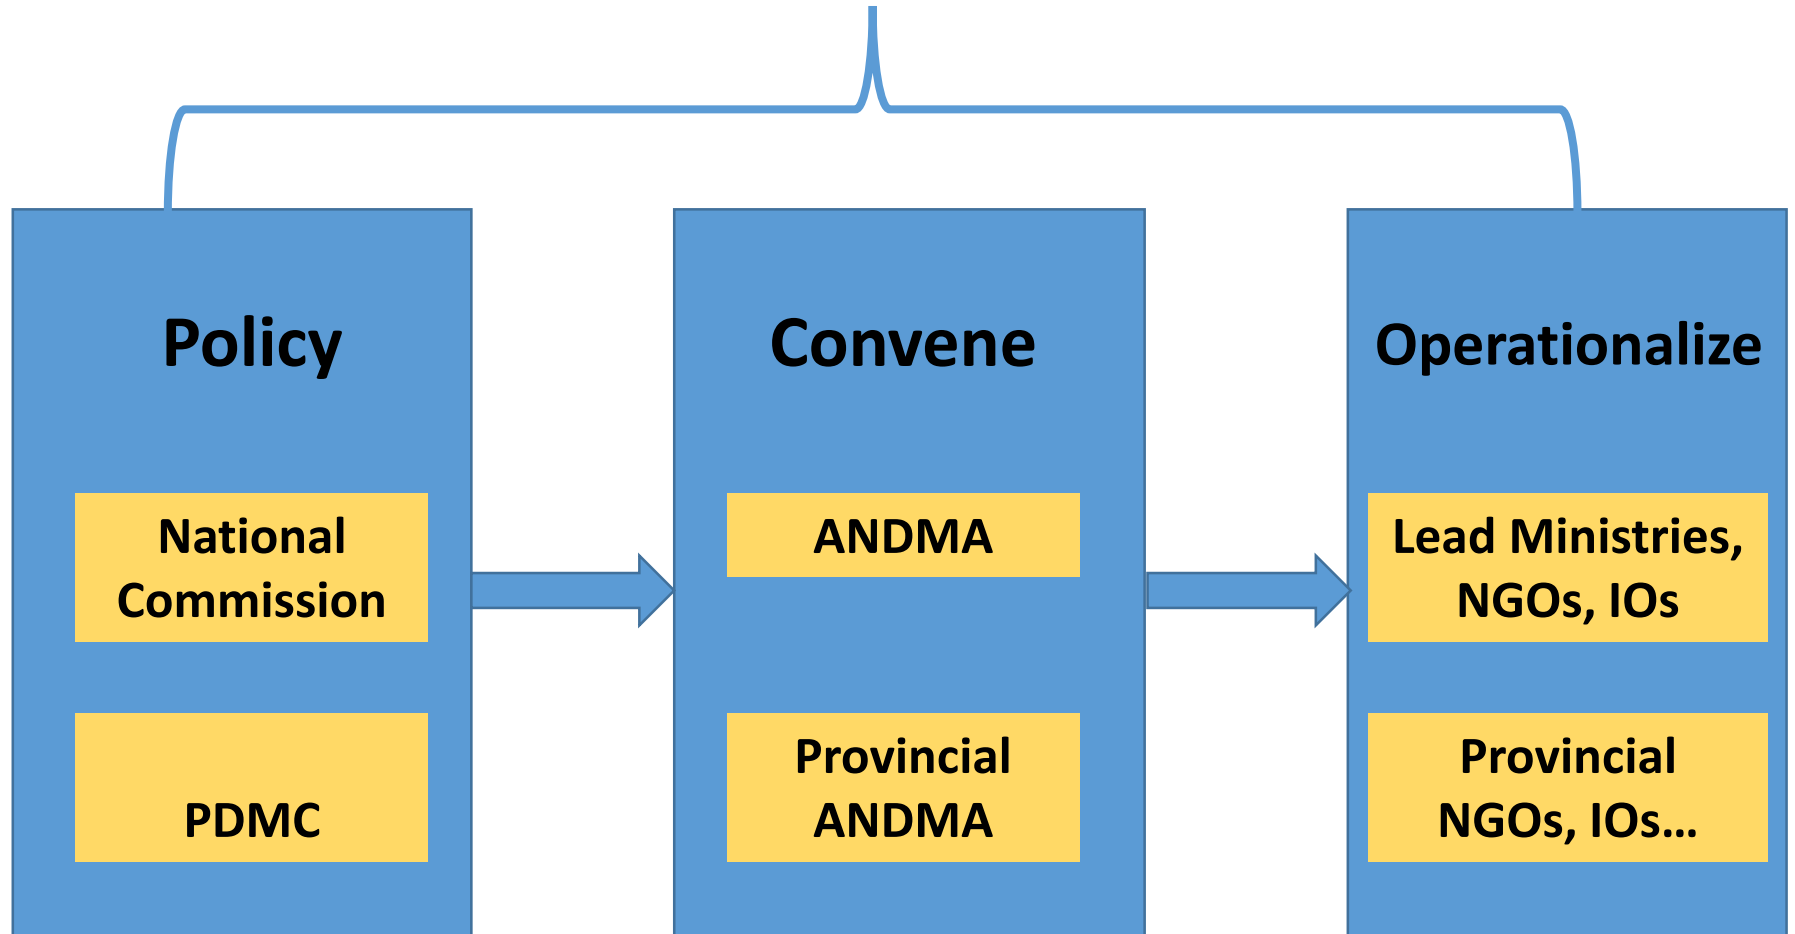 Policy
National
Commission
PDMC
Convene
ANDMA
Provincial
ANDMA
Operationalize
Lead Ministries,
NGOs, IOs
Provincial
NGOs, IOs…